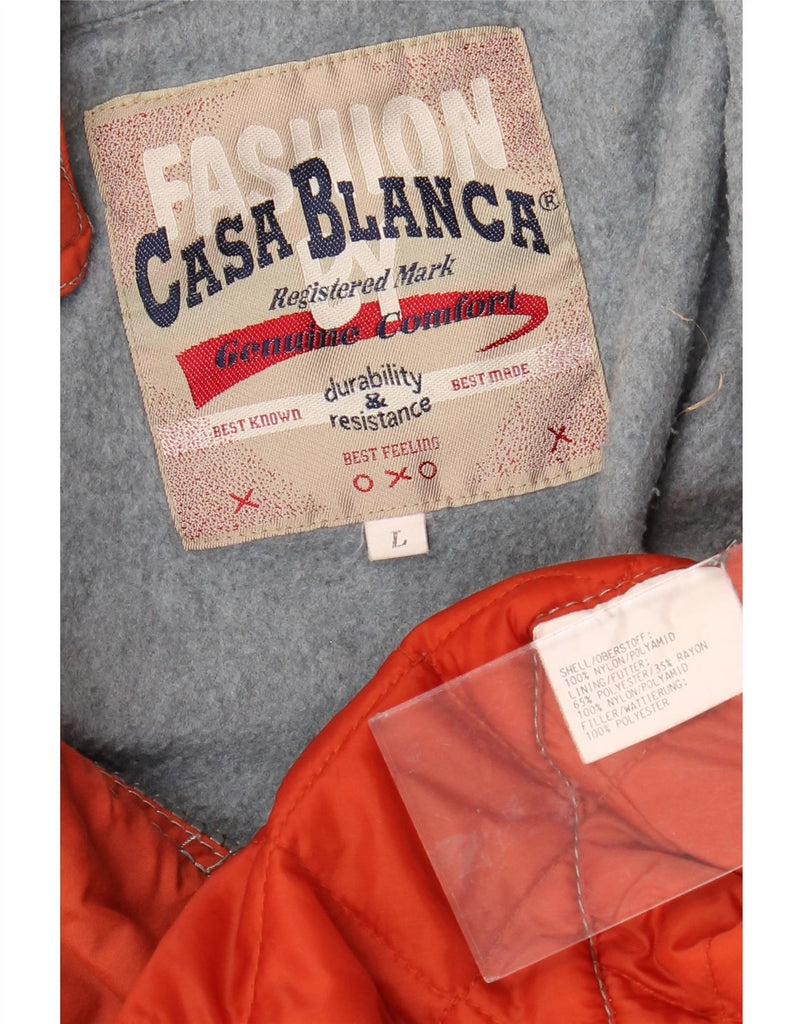 FASHION
CASA BLANCA®
BY
Registered Mark
Genuine Comfort
durability
&
resistance
BEST KNOWN
BEST MADE
BEST FEELING
X OXO X
L
SHELL/OBERSTOFF:
100% NYLON/POLYAMID
LINING/FUTTER:
65% POLYESTER/35% RAYON
100% NYLON/POLYAMID
FILLER/WATTIERUNG:
100% POLYESTER